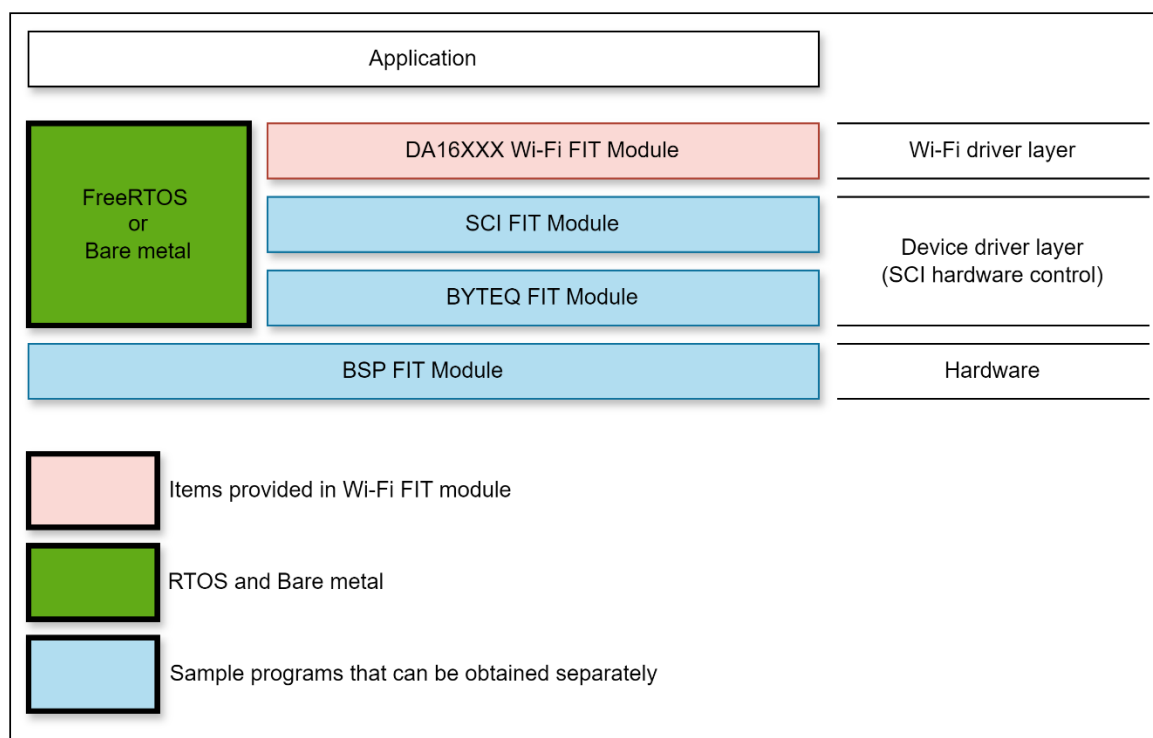 Application
FreeRTOS
or
Bare metal
DA16XXX Wi-Fi FIT Module
Wi-Fi driver layer
SCI FIT Module
BYTEQ FIT Module
Device driver layer
(SCI hardware control)
BSP FIT Module
Hardware
Items provided in Wi-Fi FIT module
RTOS and Bare metal
Sample programs that can be obtained separately